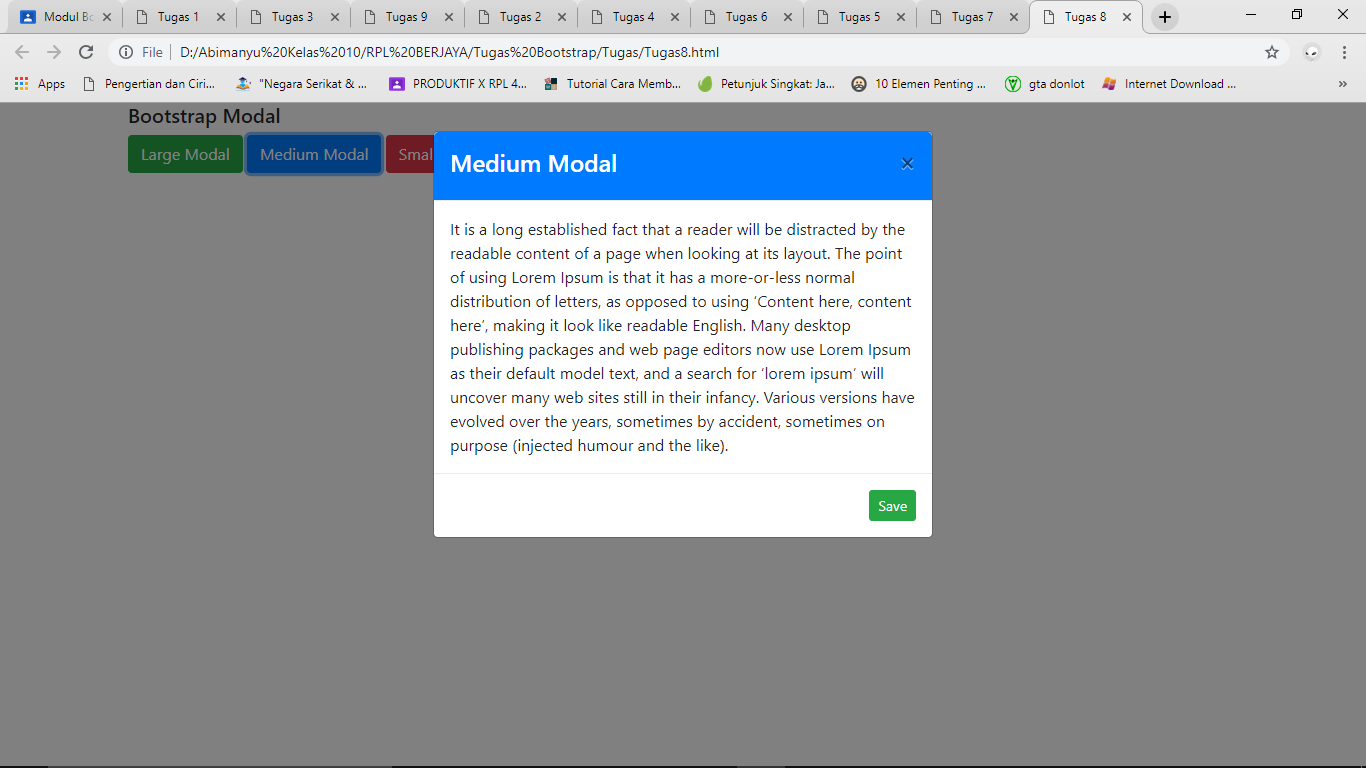 Modul Bo
Tugas 1
Tugas 3
Tugas 9
Tugas 2
Tugas 4
Tugas 6
Tugas 5
Tugas 7
Tugas 8
File
D:/Abimanyu%20Kelas%2010/RPL%20BERJAYA/Tugas%20Bootstrap/Tugas/Tugas8.html
Apps
Pengertian dan Ciri...
"Negara Serikat & ...
PRODUKTIF X RPL 4...
Tutorial Cara Memb...
Petunjuk Singkat: Ja...
10 Elemen Penting ...
gta donlot
Internet Download ...
Bootstrap Modal
Large Modal
Medium Modal
Smal
Medium Modal
It is a long established fact that a reader will be distracted by the
readable content of a page when looking at its layout. The point
of using Lorem Ipsum is that it has a more-or-less normal
distribution of letters, as opposed to using ‘Content here, content
here’, making it look like readable English. Many desktop
publishing packages and web page editors now use Lorem Ipsum
as their default model text, and a search for ‘lorem ipsum’ will
uncover many web sites still in their infancy. Various versions have
evolved over the years, sometimes by accident, sometimes on
purpose (injected humour and the like).
Save